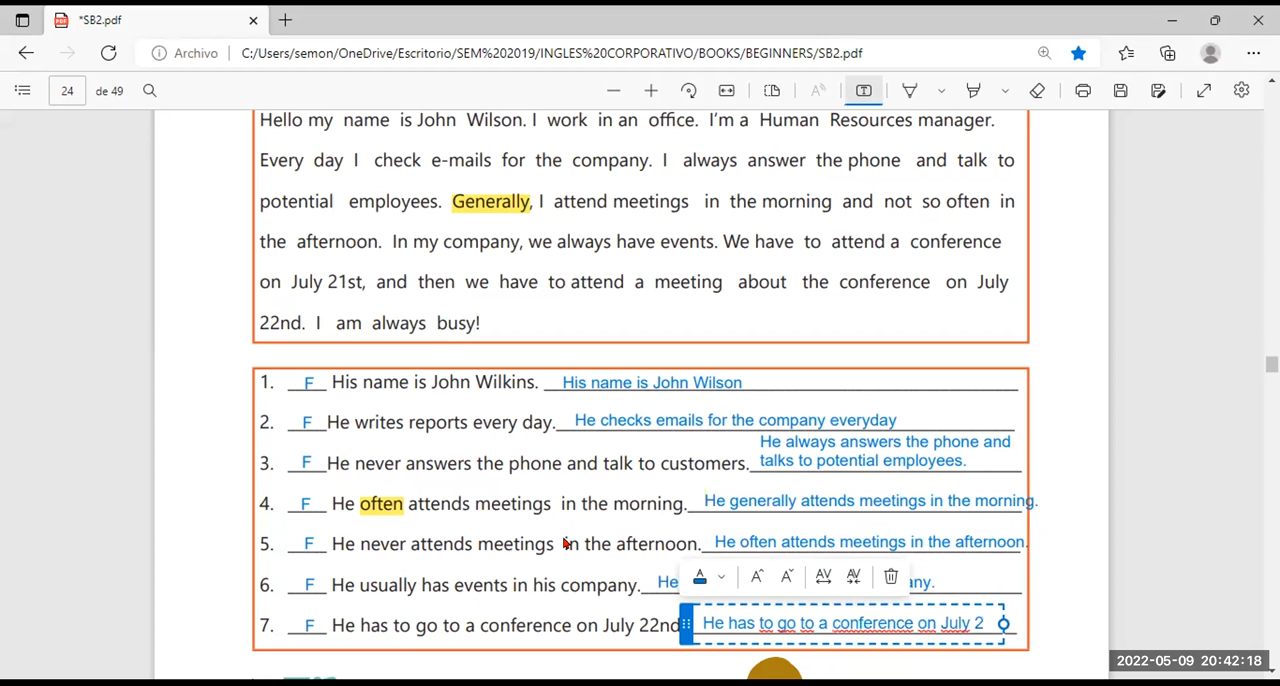 *SB2.pdf
Archivo C:/Users/semon/OneDrive/Escritorio/SEM%202019/INGLES%20CORPORATIVO/BOOKS/BEGINNERS/SB2.pdf
24 de 49
Hello my name is John Wilson. I work in an office. I'm a Human Resources manager.
Every day I check e-mails for the company. I always answer the phone and talk to
potential employees. Generally, I attend meetings in the morning and not so often in
the afternoon. In my company, we always have events. We have to attend a conference
on July 21st, and then we have to attend a meeting about the conference on July
22nd. I am always busy!
1. F His name is John Wilkins. His name is John Wilson
2. F He writes reports every day. He checks emails for the company everyday
3. F He never answers the phone and talk to customers. He always answers the phone and
talks to potential employees.
4. F He often attends meetings in the morning. He generally attends meetings in the morning.
5. F He never attends meetings in the afternoon. He often attends meetings in the afternoon.
6. F He usually has events in his company. He
7. F He has to go to a conference on July 22nd He has to go to a conference on July 2
2022-05-09 20:42:18